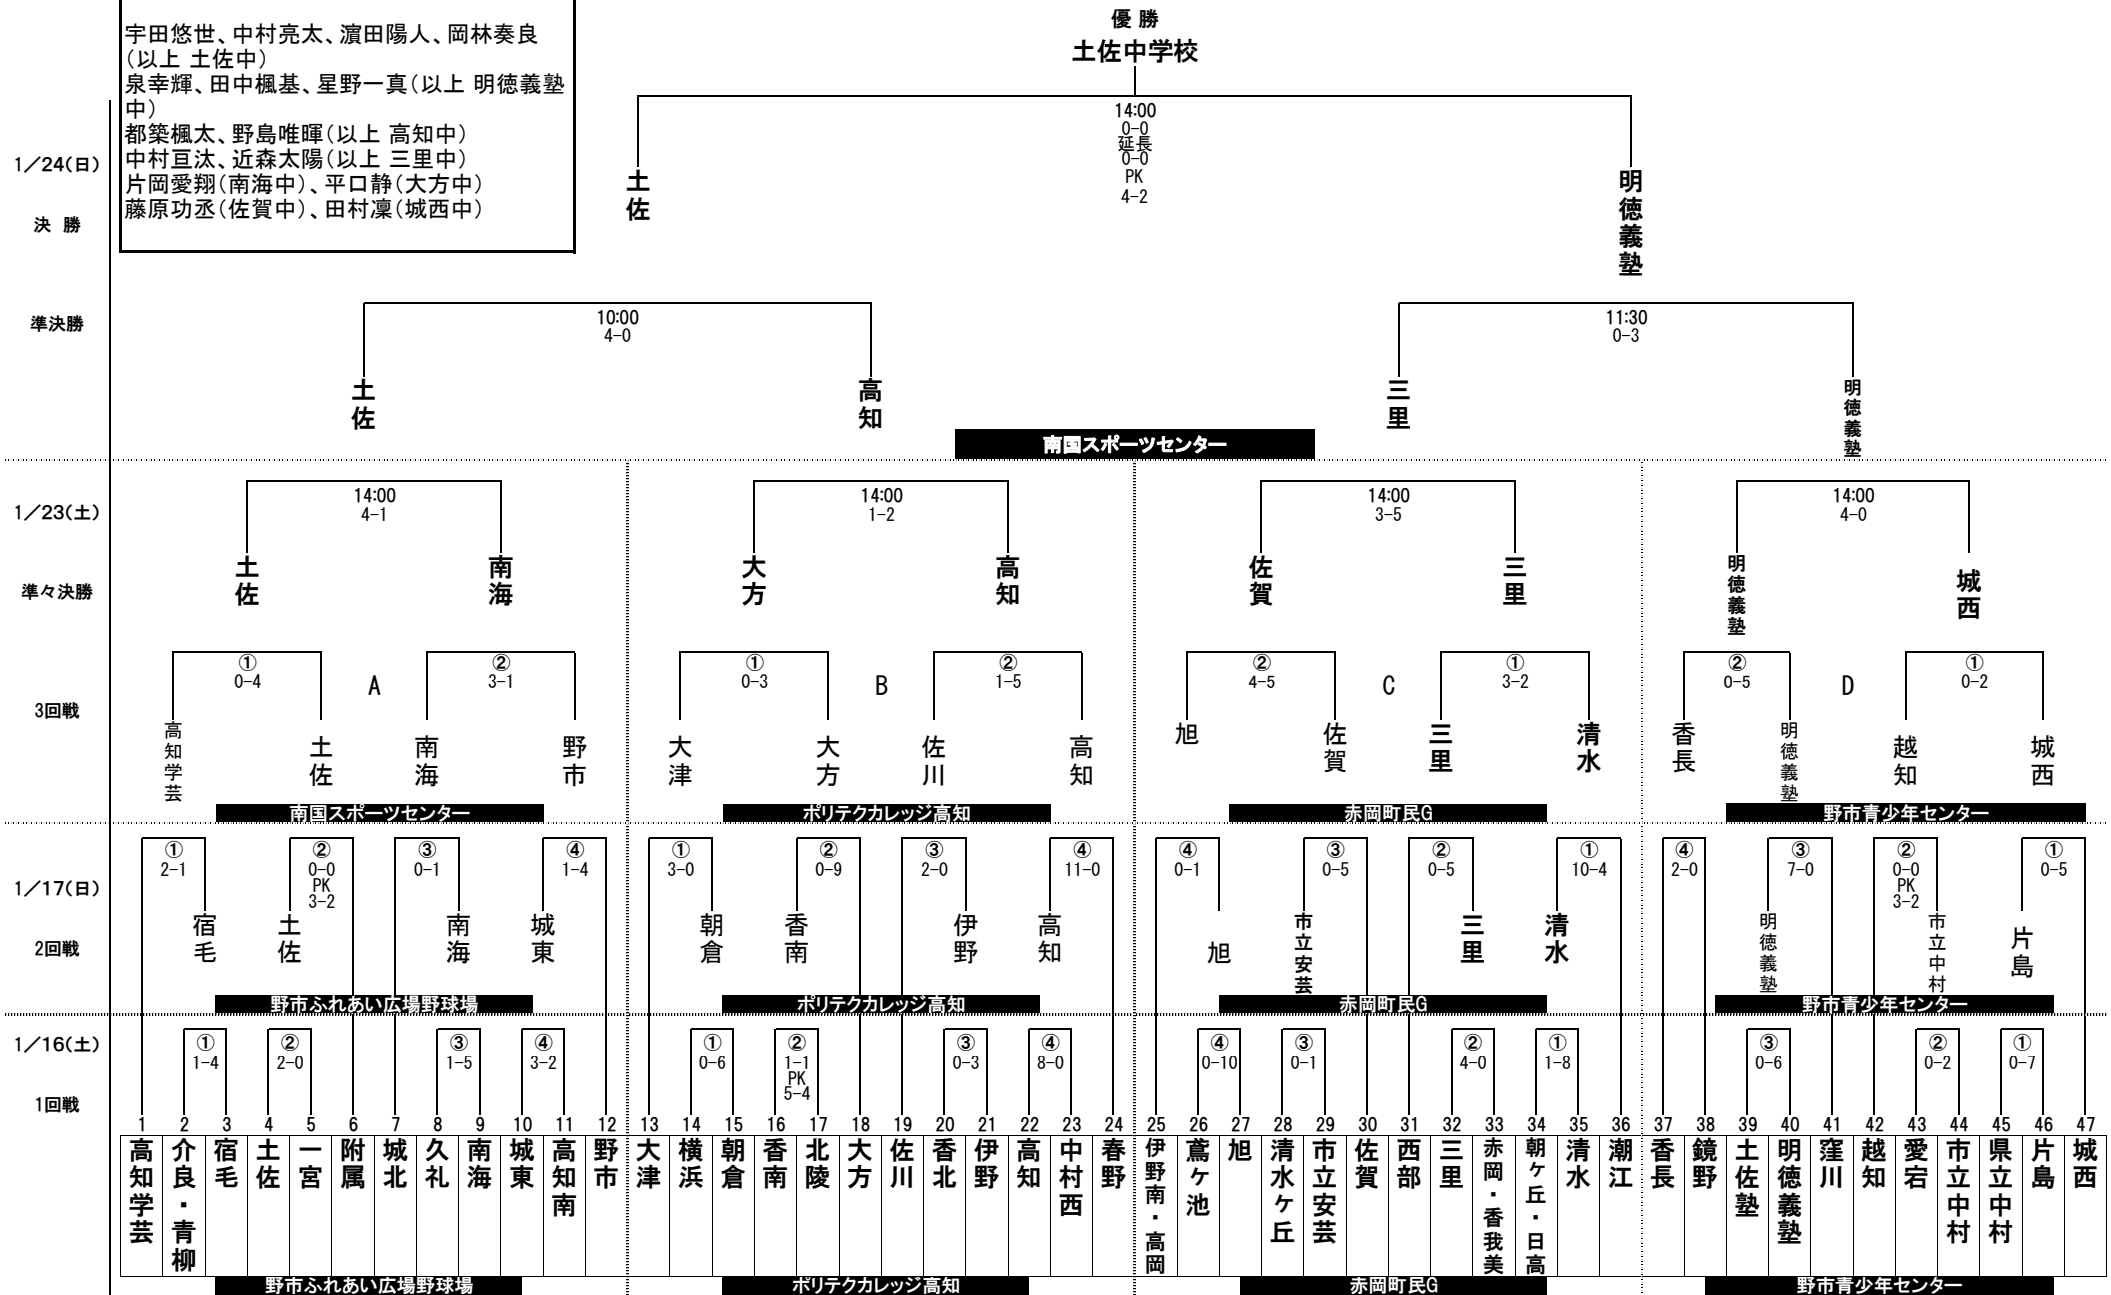 宇田悠世、中村亮太、濵田陽人、岡林奏良
（以上 土佐中）
泉幸輝、田中楓基、星野一真（以上 明徳義塾
中）
都築楓太、野島唯暉（以上 高知中）
中村亘汰、近森太陽（以上 三里中）
片岡愛翔（南海中）、平口静（大方中）
藤原功丞（佐賀中）、田村凜（城西中）
優 勝
土佐中学校
1／24（日）
決 勝
14:00
0-0
延長
0-0
PK
4-2
土佐
明徳義塾
準決勝
10:00
4-0
11:30
0-3
土佐
高知
三里
明徳義塾
南国スポーツセンター
1／23（土）
準々決勝
14:00
4-1
14:00
1-2
14:00
3-5
14:00
4-0
土佐
南海
大方
高知
佐賀
三里
明徳義塾
城西
3回戦
①
0-4
A
②
3-1
①
0-3
B
②
1-5
②
4-5
C
①
3-2
②
0-5
D
①
0-2
高知学芸
土佐
南海
野市
大津
大方
佐川
高知
旭
佐賀
三里
清水
香長
明徳義塾
越知
城西
南国スポーツセンター
ポリテクカレッジ高知
赤岡町民G
野市青少年センター
1／17（日）
2回戦
①
2-1
②
0-0
PK
3-2
③
0-1
④
1-4
①
3-0
②
0-9
③
2-0
④
11-0
④
0-1
③
0-5
②
0-5
①
10-4
④
2-0
③
7-0
②
0-0
PK
3-2
①
0-5
宿毛
土佐
南海
城東
朝倉
香南
伊野
高知
旭
市立安芸
三里
清水
明徳義塾
市立中村
片島
野市ふれあい広場野球場
ポリテクカレッジ高知
赤岡町民G
野市青少年センター
1／16（土）
1回戦
①
1-4
②
2-0
③
1-5
④
3-2
①
0-6
②
1-1
PK
5-4
③
0-3
④
8-0
④
0-10
③
0-1
②
4-0
①
1-8
③
0-6
②
0-2
①
0-7
1 2 3 4 5 6 7 8 9 10 11 12 13 14 15 16 17 18 19 20 21 22 23 24 25 26 27 28 29 30 31 32 33 34 35 36 37 38 39 40 41 42 43 44 45 46 47
高知学芸
介良・青柳
宿毛
土佐
一宮
附属
城北
久礼
南海
城東
高知南
野市
大津
横浜
朝倉
香南
北陵
大方
佐川
香北
伊野
高知
中村西
春野
伊野南・高岡
鳶ヶ池
旭
清水ケ丘
市立安芸
佐賀
西部
三里
赤岡・香我美
朝ケ丘・日高
清水
潮江
香長
鏡野
土佐塾
明徳義塾
窪川
越知
愛宕
市立中村
県立中村
片島
城西
野市ふれあい広場野球場
ポリテクカレッジ高知
赤岡町民G
野市青少年センター